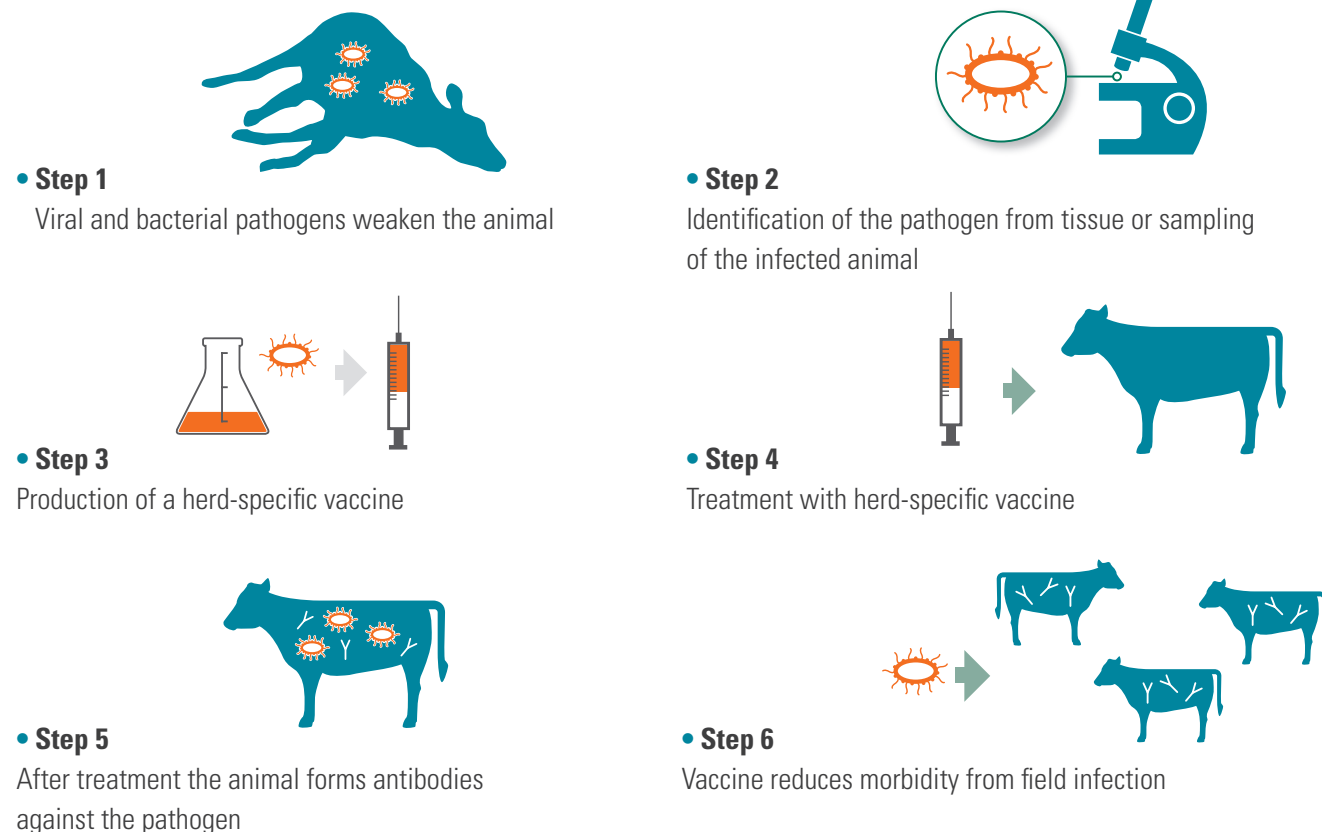 • Step 1
Viral and bacterial pathogens weaken the animal
• Step 2
Identification of the pathogen from tissue or sampling
of the infected animal
• Step 3
Production of a herd-specific vaccine
• Step 4
Treatment with herd-specific vaccine
• Step 5
After treatment the animal forms antibodies
against the pathogen
• Step 6
Vaccine reduces morbidity from field infection